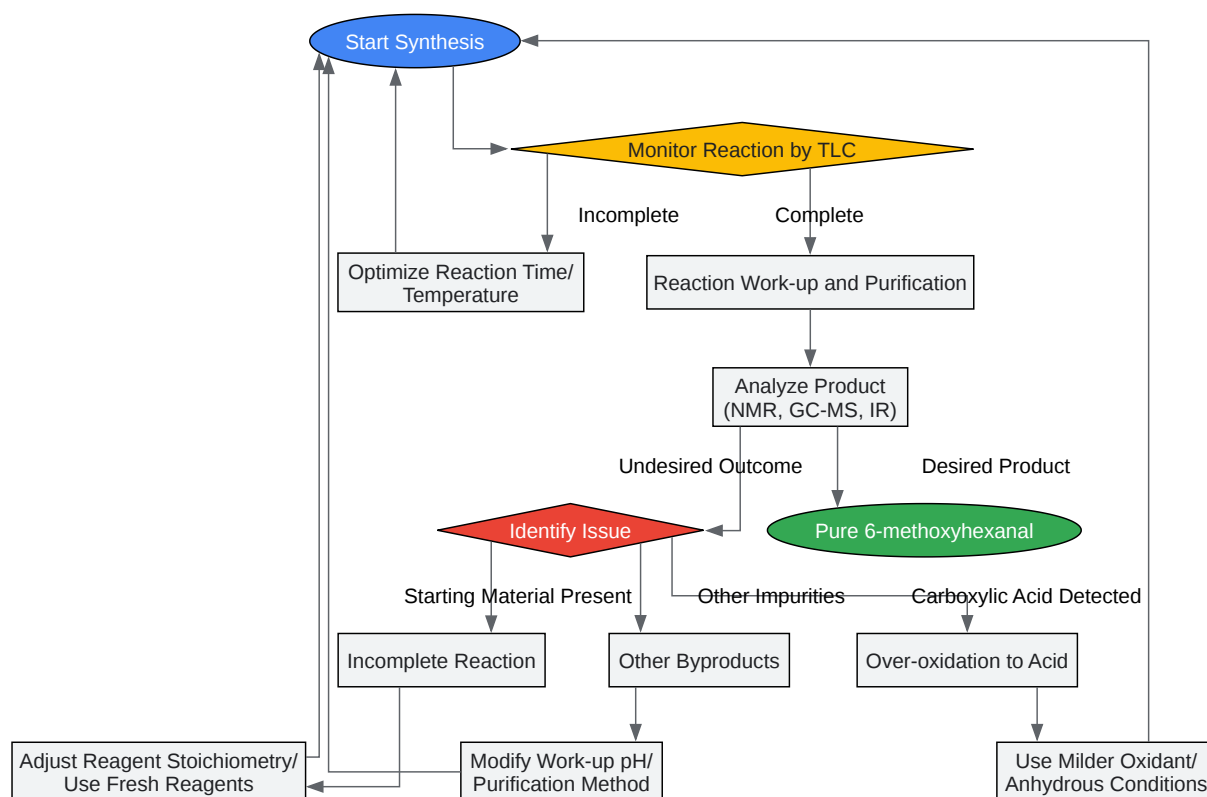 Start Synthesis
Monitor Reaction by TLC
Incomplete
Complete
Optimize Reaction Time/
Temperature
Reaction Work-up and Purification
Analyze Product
(NMR, GC-MS, IR)
Undesired Outcome
Desired Product
Identify Issue
Pure 6-methoxyhexanal
Starting Material Present
Other Impurities
Carboxylic Acid Detected
Incomplete Reaction
Other Byproducts
Over-oxidation to Acid
Adjust Reagent Stoichiometry/
Use Fresh Reagents
Modify Work-up pH/
Purification Method
Use Milder Oxidant/
Anhydrous Conditions